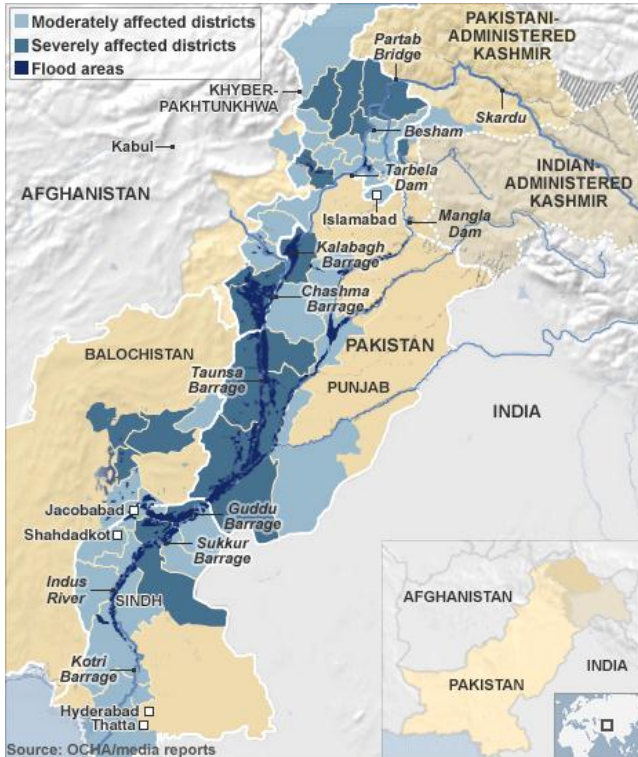 Moderately affected districts
Severely affected districts
Flood areas
PAKISTANI-
ADMINISTERED
KASHMIR
Partab
Bridge
KHYBER-
PAKHTUNKHWA
Skardu
Besham
Kabul
Tarbela
Dam
INDIAN-
ADMINISTERED
KASHMIR
AFGHANISTAN
Islamabad
Mangla
Dam
Kalabagh
Barrage
Chashma
Barrage
BALOCHISTAN
PAKISTAN
Taunsa
Barrage
PUNJAB
INDIA
Jacobabad
Guddu
Barrage
Shahdadkot
Sukkur
Barrage
Indus
River
SINDH
Kotri
Barrage
Hyderabad
Thatta
AFGHANISTAN
INDIA
PAKISTAN
Source: OCHA/media reports